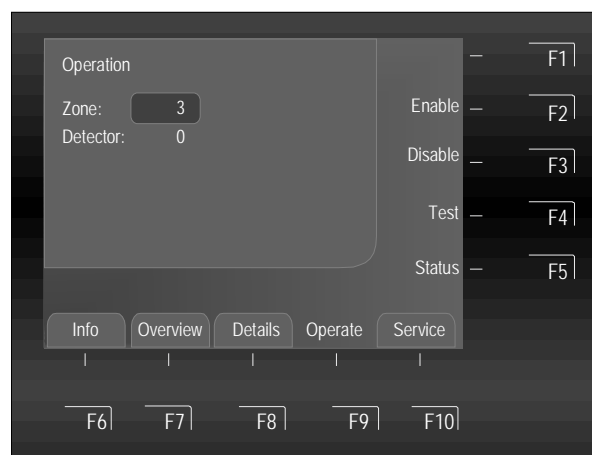 Operation
F1
Zone: 3
Enable
F2
Detector: 0
Disable
F3
Test
F4
Status
F5
Info Overview Details Operate Service
F6 F7 F8 F9 F10